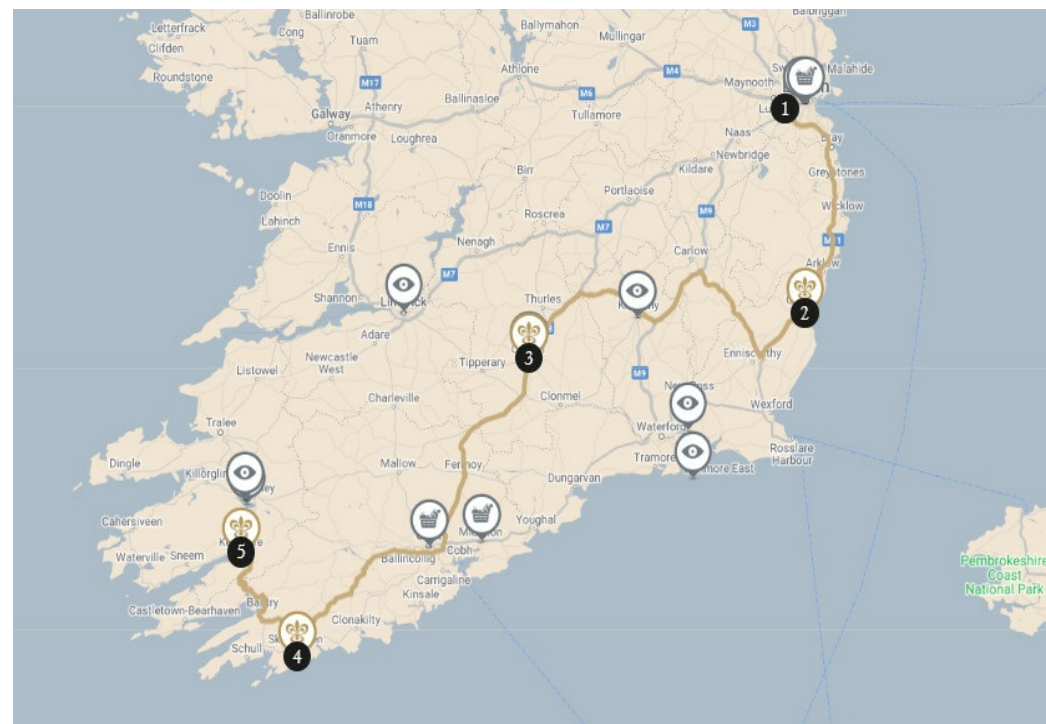 Ballinrobe
Letterfrack
Cong
Clifden
Tuam
Roundstone
Ballymahon
Mullingar
Athlone
M3
Balbriggan
Malahide
Maynooth
M4
M17
M6
Ballinasloe
Athenry
Galway
Oranmore
Loughrea
Tullamore
1
Naas
Newbridge
Kildare
Bray
Greystones
Birr
Portlaoise
Doolin
Lahinch
M18
Roscrea
M9
Wicklow
Ennis
Nenagh
M7
M7
Carlow
Arklow
Shannon
Adare
Thurles
2
Tipperary
3
Enniscorthy
Newcastle
West
Listowel
Charleville
Clonmel
M9
Wexford
Waterford
Rosslare
Harbour
Tralee
Dingle
Mallow
Fermoy
Dungarvan
Tramore
Cahersiveen
Youghal
Waterville
Sneem
5
Ballincollig
Cobh
Carrigaline
Kinsale
Pembrokeshire
Coast
National Park
Bantry
Castletown-Bearhaven
Clonakilty
Schull
4